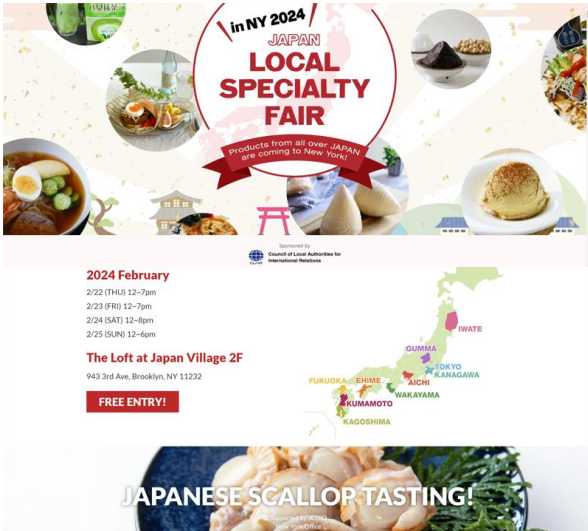 in NY 2024
JAPAN
LOCAL
SPECIALTY
FAIR
Products from all over JAPAN
are coming to New York!
Sponsored by
CLAIR
Council of Local Authorities for
International Relations
2024 February
2/22 (THU) 12~7pm
2/23 (FRI) 12~7pm
2/24 (SAT) 12~8pm
2/25 (SUN) 12~6pm
The Loft at Japan Village 2F
943 3rd Ave, Brooklyn, NY 11232
FREE ENTRY!
IWATE
GUMMA
TOKYO
KANAGAWA
AICHI
WAKAYAMA
EHIME
FUKUOKA
KUMAMOTO
KAGOSHIMA
JAPANESE SCALLOP TASTING!
Supported by JETRO
New York Office